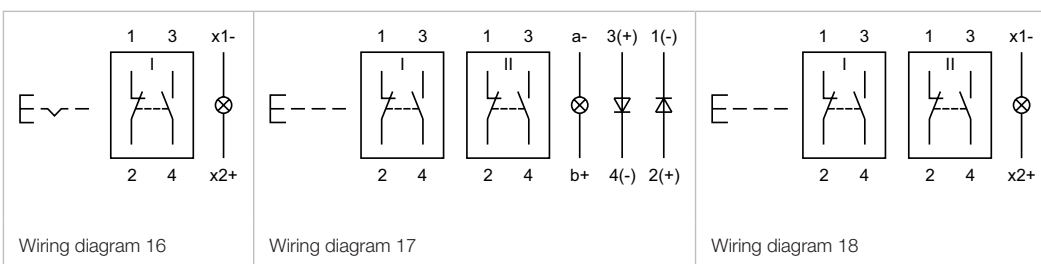 1 3 x1-
I
2 4 x2+
Wiring diagram 16
1 3 1 3 a- 3(+) 1(-)
I II
2 4 2 4 b+ 4(-) 2(+)
Wiring diagram 17
1 3 1 3 x1-
I II
2 4 2 4 x2+
Wiring diagram 18